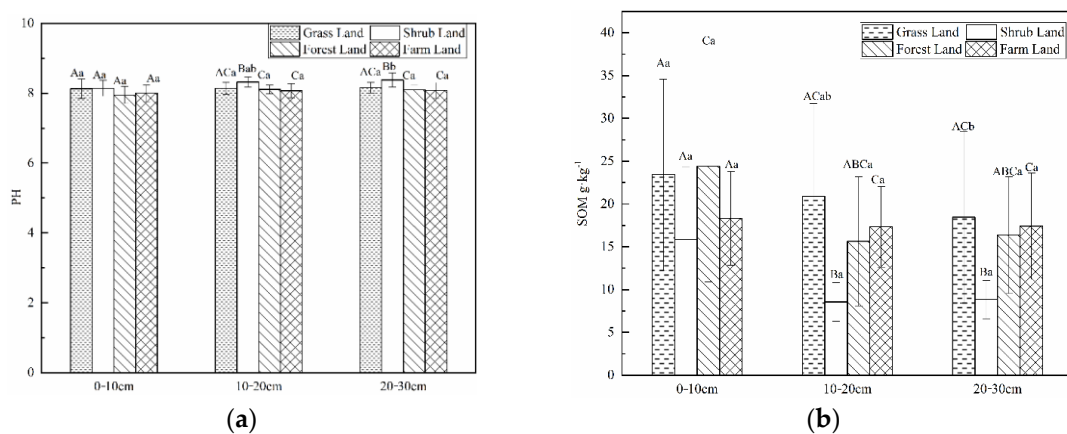 10
8
6
4
2
0
PH
Grass Land
Shrub Land
Forest Land
Farm Land
Aa
Aa
Aa
Aa
ACa
Bab
Ca
Ca
ACa
Bb
Ca
Ca
0-10cm
10-20cm
20-30cm
(a)
40
35
30
25
20
15
10
5
0
SOM g·kg-1
Grass Land
Shrub Land
Forest Land
Farm Land
Aa
Aa
Ca
Aa
ACab
Ba
ABCa
Ca
ACb
Ba
ABCa
Ca
0-10cm
10-20cm
20-30cm
(b)